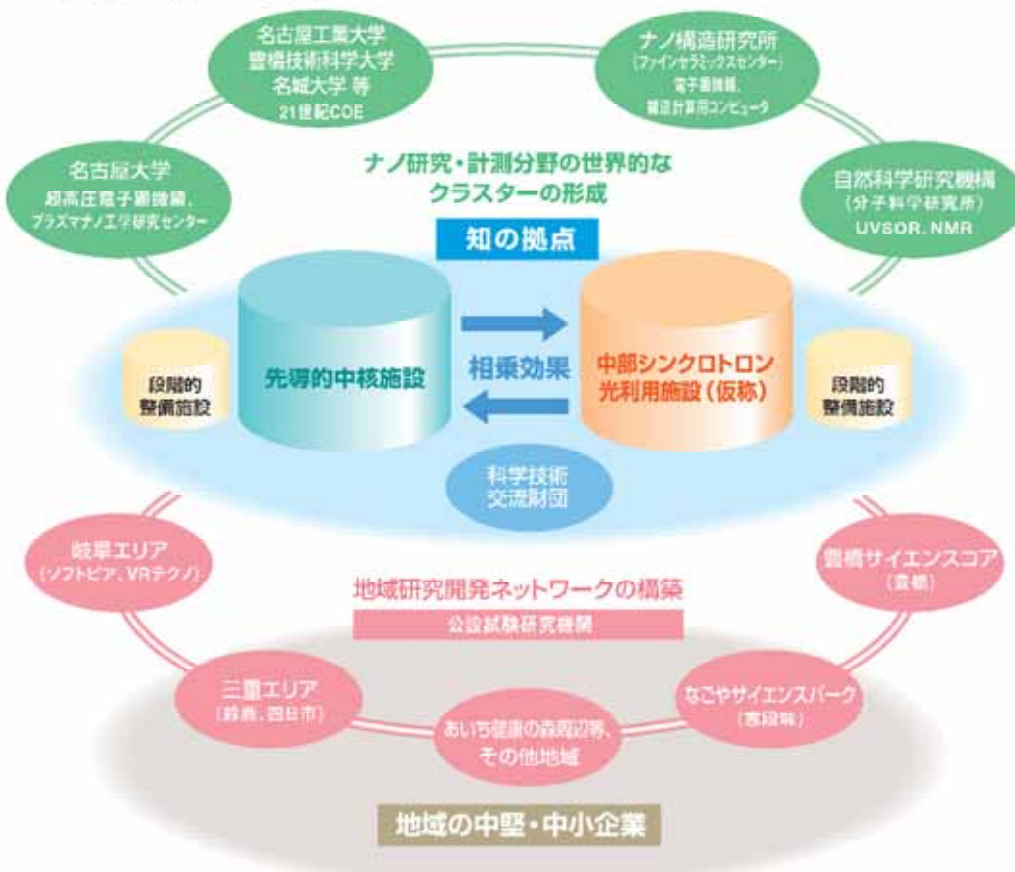 名古屋工業大学
豊橋技術科学大学
名城大学 等
21世紀COE
ナノ構造研究所
(ファインセラミックスセンター)
電子顕微鏡、
構造計算用コンピュータ
名古屋大学
超高圧電子顕微鏡、
プラズマナノ工学研究センター
ナノ研究・計測分野の世界的な
クラスターの形成
自然科学研究機構
(分子科学研究所)
UVSOR、NMR
知の拠点
段階的
整備施設
先導的中核施設
相乗効果
中部シンクロトロン
光利用施設(仮称)
段階的
整備施設
科学技術
交流財団
岐阜エリア
(ソフトピア、VRテクノ)
地域研究開発ネットワークの構築
公設試験研究機関
豊橋サイエンスコア
(豊橋)
三重エリア
(鈴鹿、四日市)
あいち健康の森周辺等、
その他地域
なごやサイエンスパーク
(志段味)
地域の中堅・中小企業